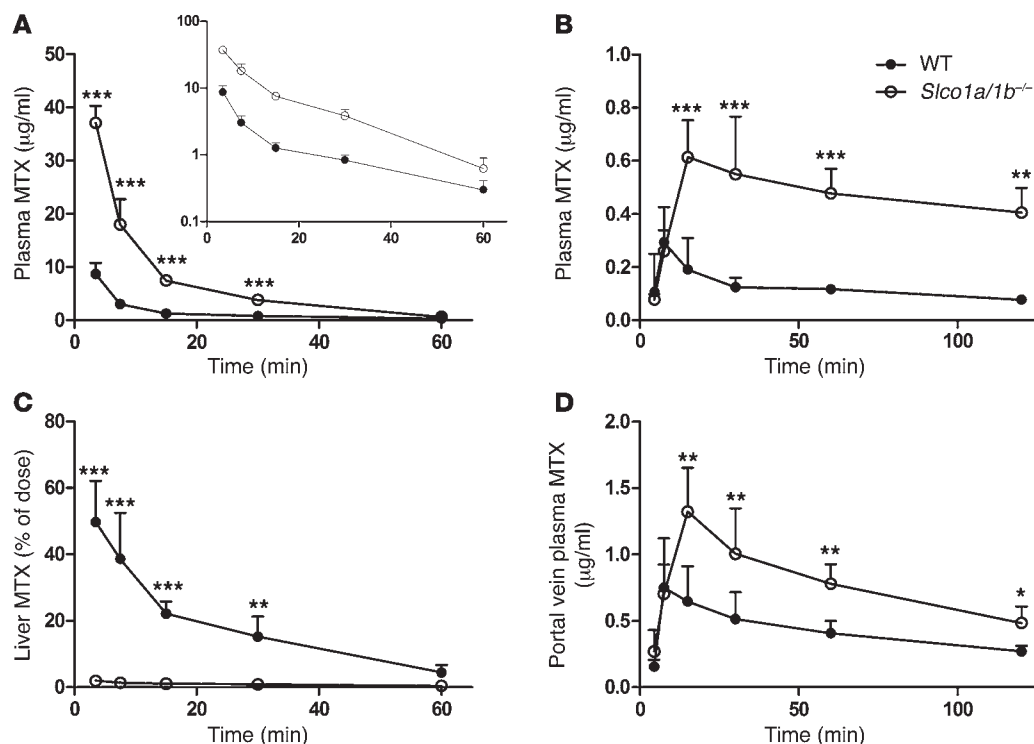 A
50
40
30
20
10
0
Plasma MTX (μg/ml)
***
***
***
***
0 20 40 60
Time (min)
100
10
1
0.1
0 20 40 60
B
1.0
0.8
0.6
0.4
0.2
0.0
Plasma MTX (μg/ml)
WT
Slco1a/1b–/–
***
***
***
**
0 50 100
Time (min)
C
80
60
40
20
0
Liver MTX (% of dose)
***
***
***
**
0 20 40 60
Time (min)
D
2.0
1.5
1.0
0.5
0.0
Portal vein plasma MTX
(μg/ml)
**
**
**
*
0 50 100
Time (min)